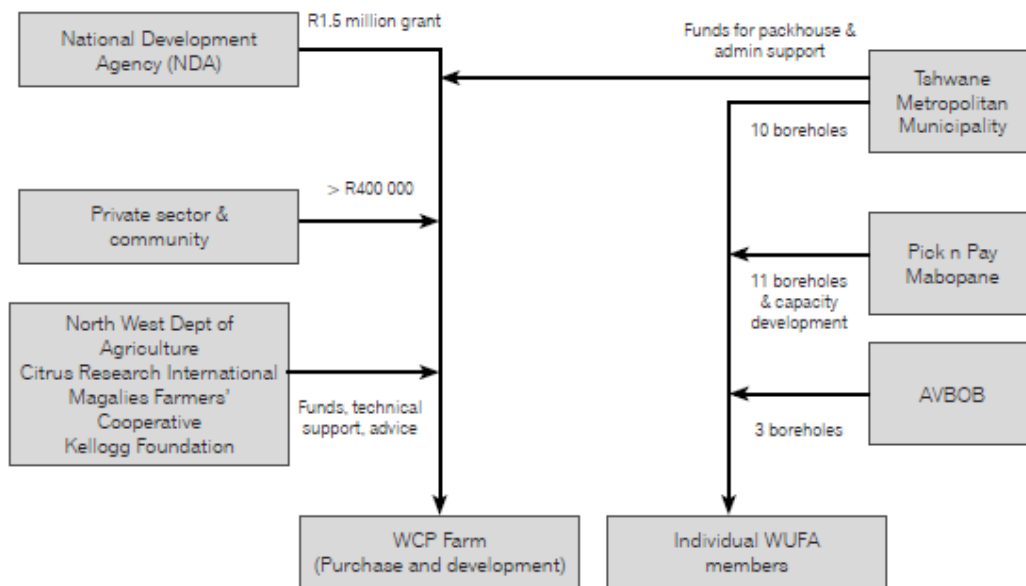 R1.5 million grant
National Development
Agency (NDA)
Funds for packhouse &
admin support
Tshwane
Metropolitan
Municipality
10 boreholes
> R400 000
Private sector &
community
Pick n Pay
Mabopane
11 boreholes
& capacity
development
North West Dept of
Agriculture
Citrus Research International
Magalies Farmers'
Cooperative
Kellogg Foundation
Funds, technical
support, advice
AVBOB
3 boreholes
WCP Farm
(Purchase and development)
Individual WUFA
members